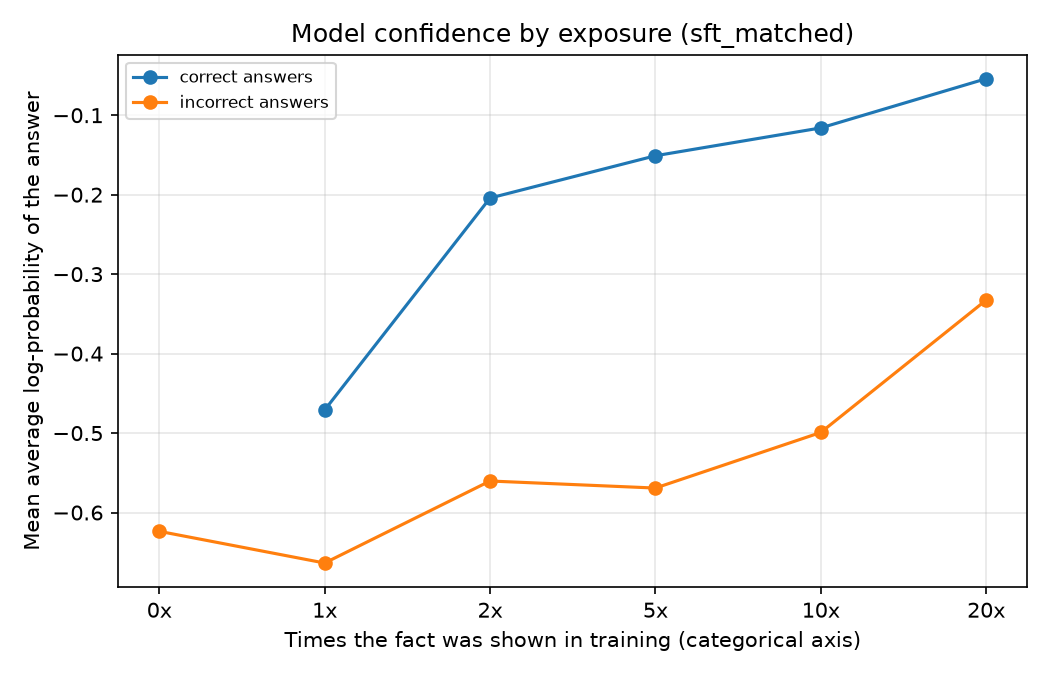 Model confidence by exposure (sft_matched)
correct answers
incorrect answers
Mean average log-probability of the answer
−0.1
−0.2
−0.3
−0.4
−0.5
−0.6
0x 1x 2x 5x 10x 20x
Times the fact was shown in training (categorical axis)